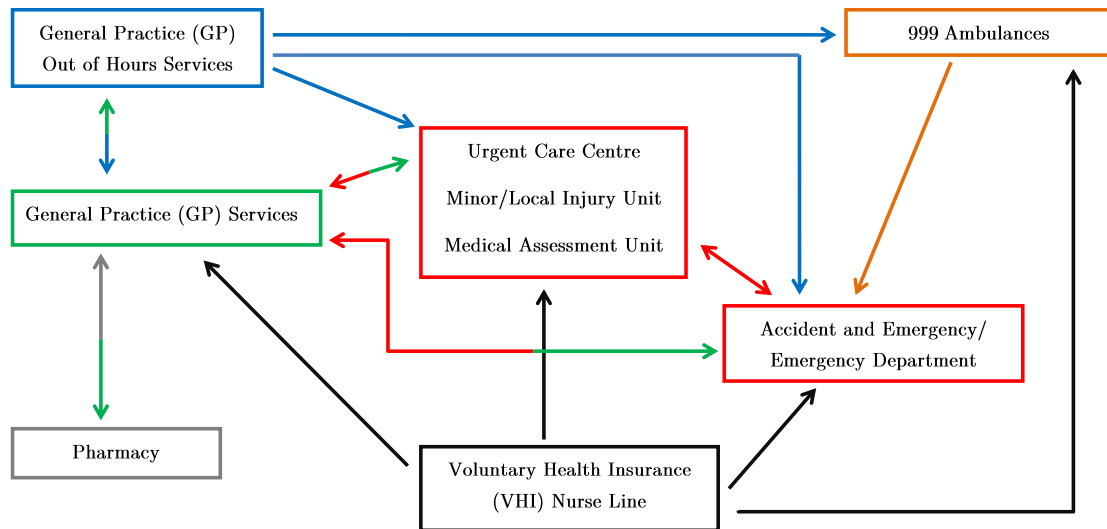 General Practice (GP)
Out of Hours Services
999 Ambulances
Urgent Care Centre
Minor/Local Injury Unit
Medical Assessment Unit
General Practice (GP) Services
Accident and Emergency/
Emergency Department
Pharmacy
Voluntary Health Insurance
(VHI) Nurse Line